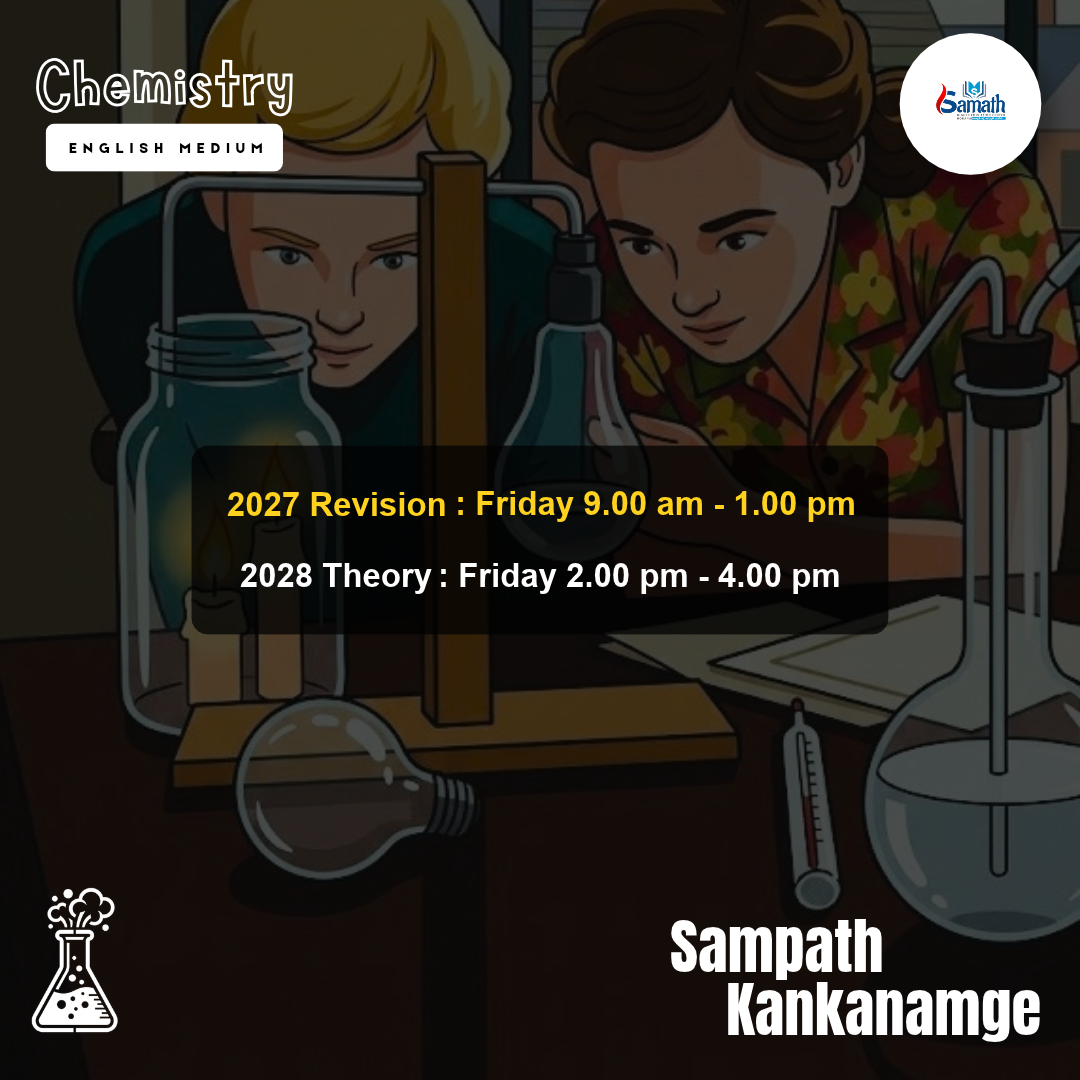 Chemistry
ENGLISH MEDIUM
Samath
2027 Revision : Friday 9.00 am - 1.00 pm
2028 Theory : Friday 2.00 pm - 4.00 pm
Sampath
Kankanamge